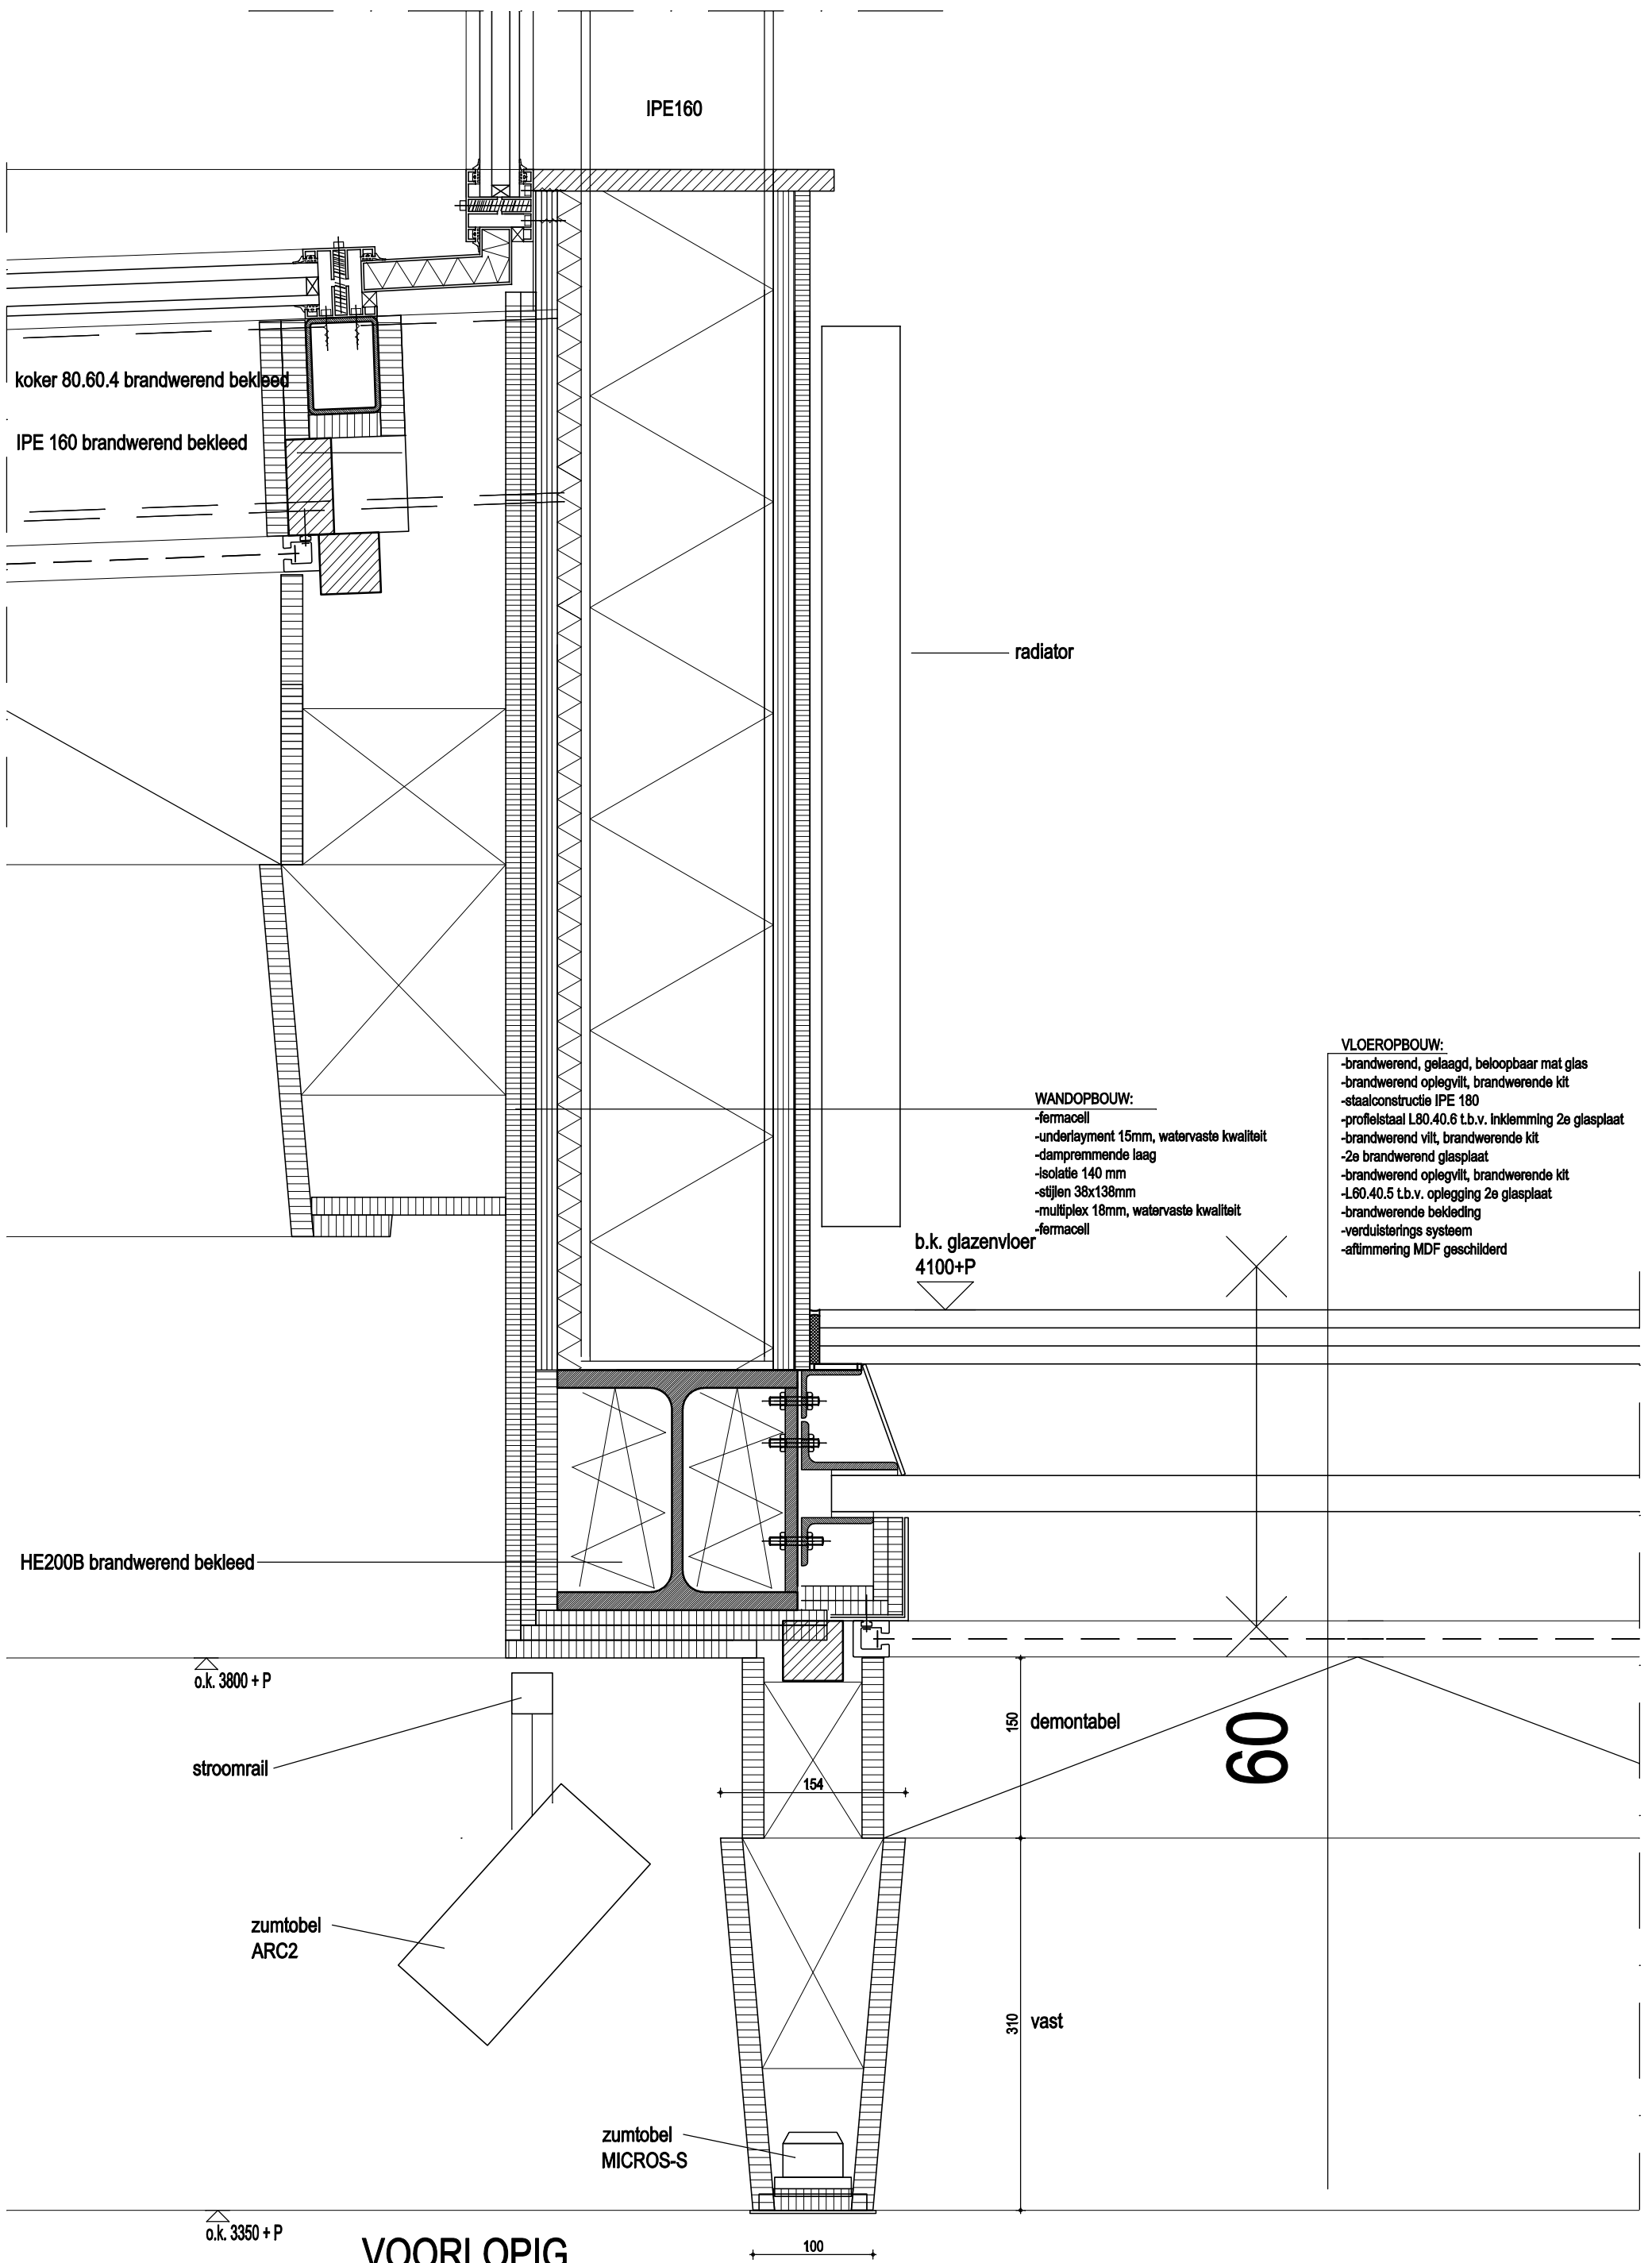 IPE160
koker 80.60.4 brandwerend bekleed
IPE 160 brandwerend bekleed
radiator
WANDOPBOUW:
-fermacell
-underlayment 15mm, watervaste kwaliteit
-dampremmende laag
-isolatie 140 mm
-stijlen 38x138mm
-multiplex 18mm, watervaste kwaliteit
-fermacell
VLOEROPBOUW:
-brandwerend, gelaagd, beloopbaar mat glas
-brandwerend oplegvilt, brandwerende kit
-staalconstructie IPE 180
-profielstaal L80.40.6 t.b.v. inklemming 2e glasplaat
-brandwerend vilt, brandwerende kit
-2e brandwerend glasplaat
-brandwerend oplegvilt, brandwerende kit
-L60.40.5 t.b.v. oplegging 2e glasplaat
-brandwerende bekleding
-verduisterings systeem
-aftimmering MDF geschilderd
b.k. glazenvloer
4100+P
HE200B brandwerend bekleed
o.k. 3800 + P
stroomrail
150
demontabel
60
154
zumtobel
ARC2
310
vast
zumtobel
MICROS-S
o.k. 3350 + P
VOORLOPIG
100